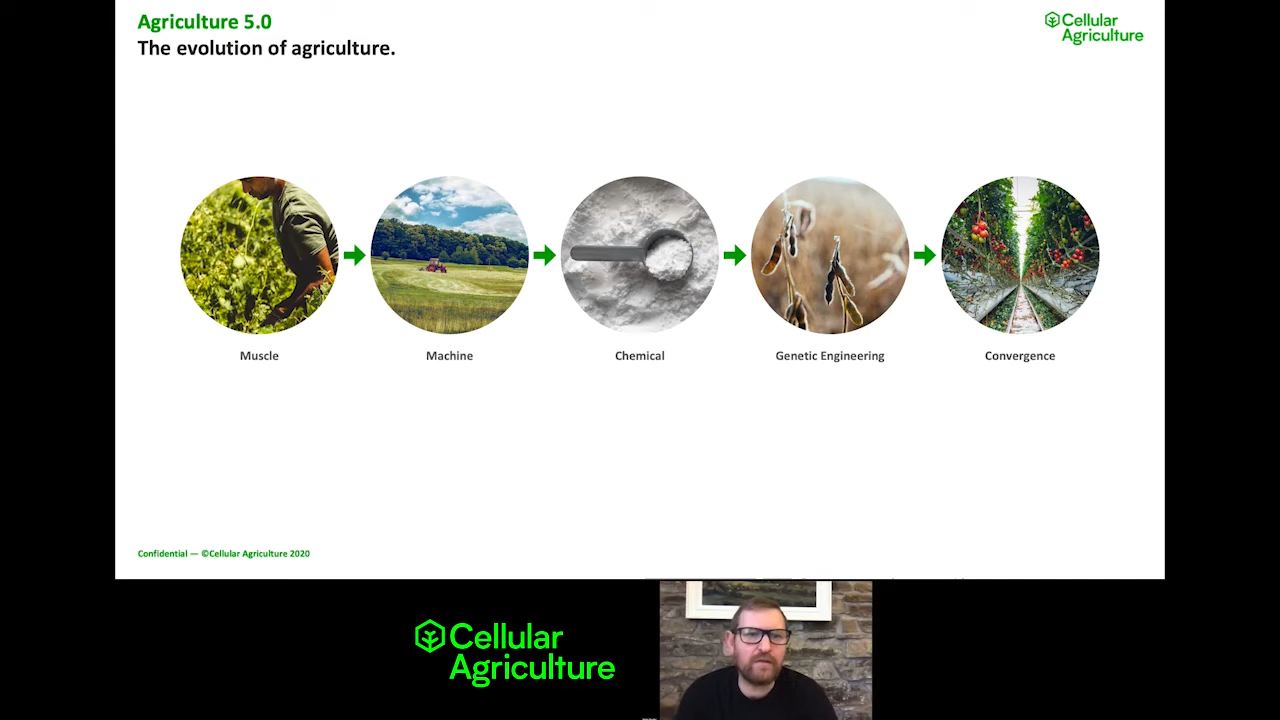 Agriculture 5.0
The evolution of agriculture.
Cellular
Agriculture
Muscle
Machine
Chemical
Genetic Engineering
Convergence
Confidential — ©Cellular Agriculture 2020
Cellular
Agriculture